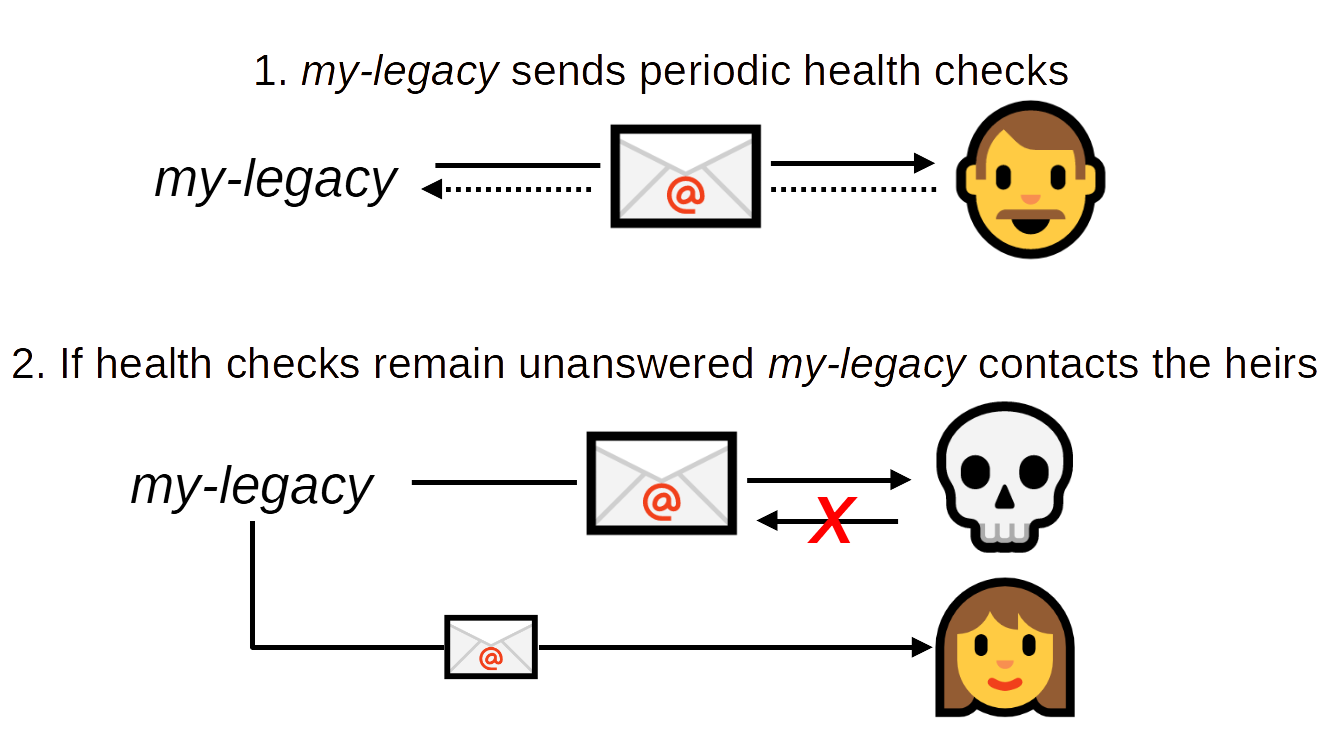 1. my-legacy sends periodic health checks
my-legacy
@
2. If health checks remain unanswered my-legacy contacts the heirs
my-legacy
@
X
@